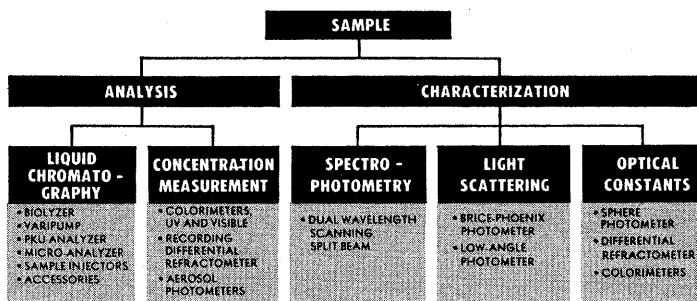 SAMPLE
ANALYSIS
CHARACTERIZATION
LIQUID
CHROMATO -
GRAPHY
• BIOLYZER
• VARIPUMP
• PKU ANALYZER
• MICRO ANALYZER
• SAMPLE INJECTORS
• ACCESSORIES
CONCENTRATION
MEASUREMENT
• COLORIMETERS,
UV AND VISIBLE
• RECORDING
DIFFERENTIAL
REFRACTOMETER
• AEROSOL
PHOTOMETERS
SPECTRO -
PHOTOMETRY
• DUAL WAVELENGTH
SCANNING
SPLIT BEAM
LIGHT
SCATTERING
• BRICE-PHOENIX
PHOTOMETER
• LOW-ANGLE
PHOTOMETER
OPTICAL
CONSTANTS
• SPHERE
PHOTOMETER
• DIFFERENTIAL
REFRACTOMETER
• COLORIMETERS